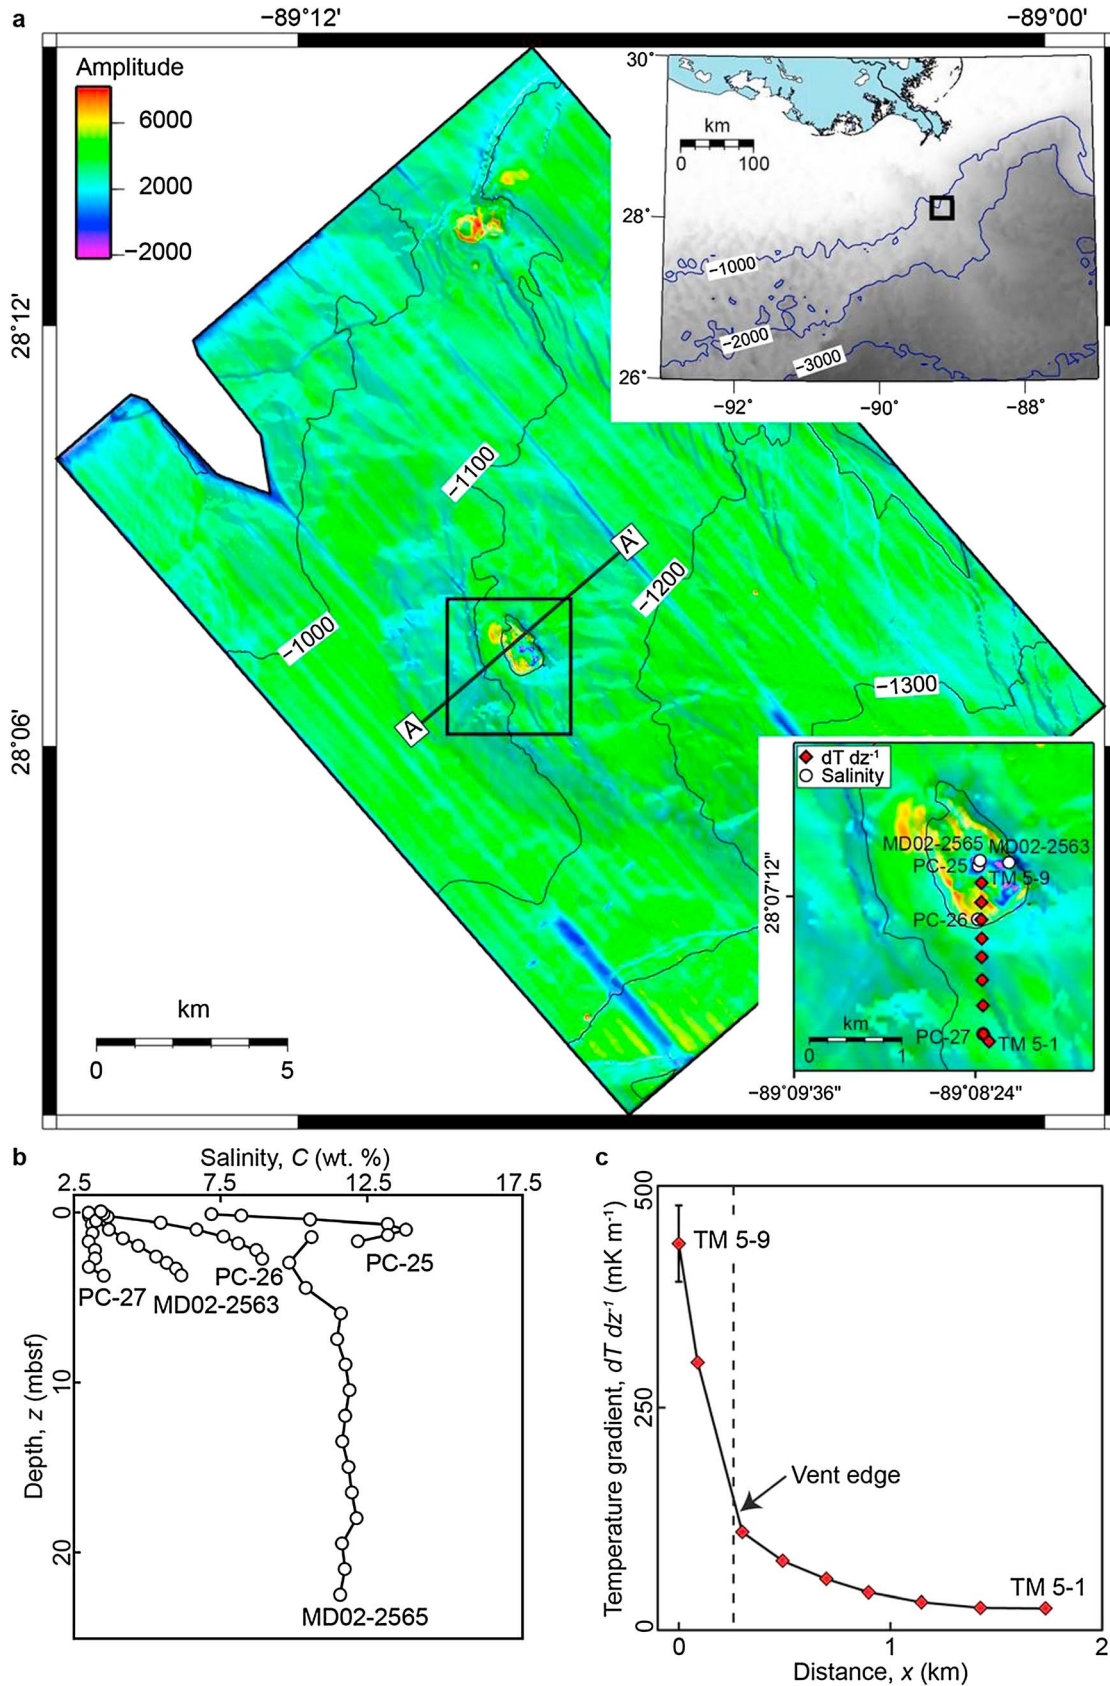 a
−89°12'
−89°00'
Amplitude
6000
2000
−2000
30°
28°
26°
km
0
100
−1000
−2000
−3000
−92°
−90°
−88°
28°12'
28°06'
−1100
A'
−1200
−1000
−1300
A
km
0
5
dT dz⁻¹
Salinity
MD02-2565
MD02-2563
PC-25
TM 5-9
PC-26
PC-27
TM 5-1
km
0
1
28°07'12"
−89°09'36"
−89°08'24"
b
Salinity, C (wt. %)
2.5
7.5
12.5
17.5
Depth, z (mbsf)
0
10
20
PC-27
MD02-2563
PC-26
PC-25
MD02-2565
c
Temperature gradient, dT dz⁻¹ (mK m⁻¹)
500
250
0
TM 5-9
Vent edge
TM 5-1
0
1
2
Distance, x (km)